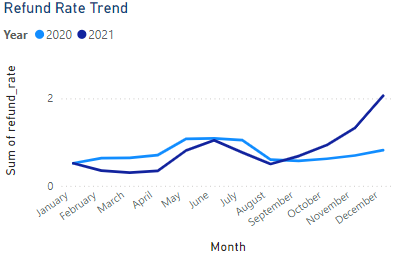 Refund Rate Trend
Year 2020 2021
Sum of refund_rate
2
0
January
February
March
April
May
June
July
August
September
October
November
December
Month